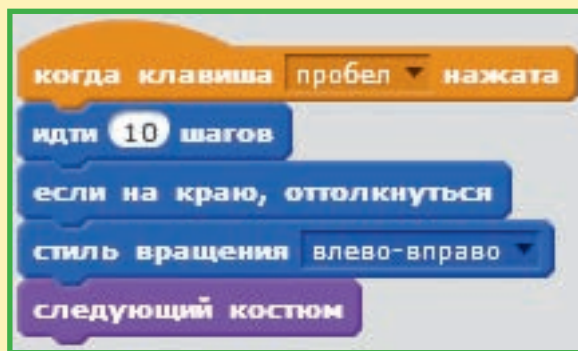 когда клавиша пробел нажата
идти 10 шагов
если на краю, оттолкнуться
стиль вращения влево-вправо
следующий костюм